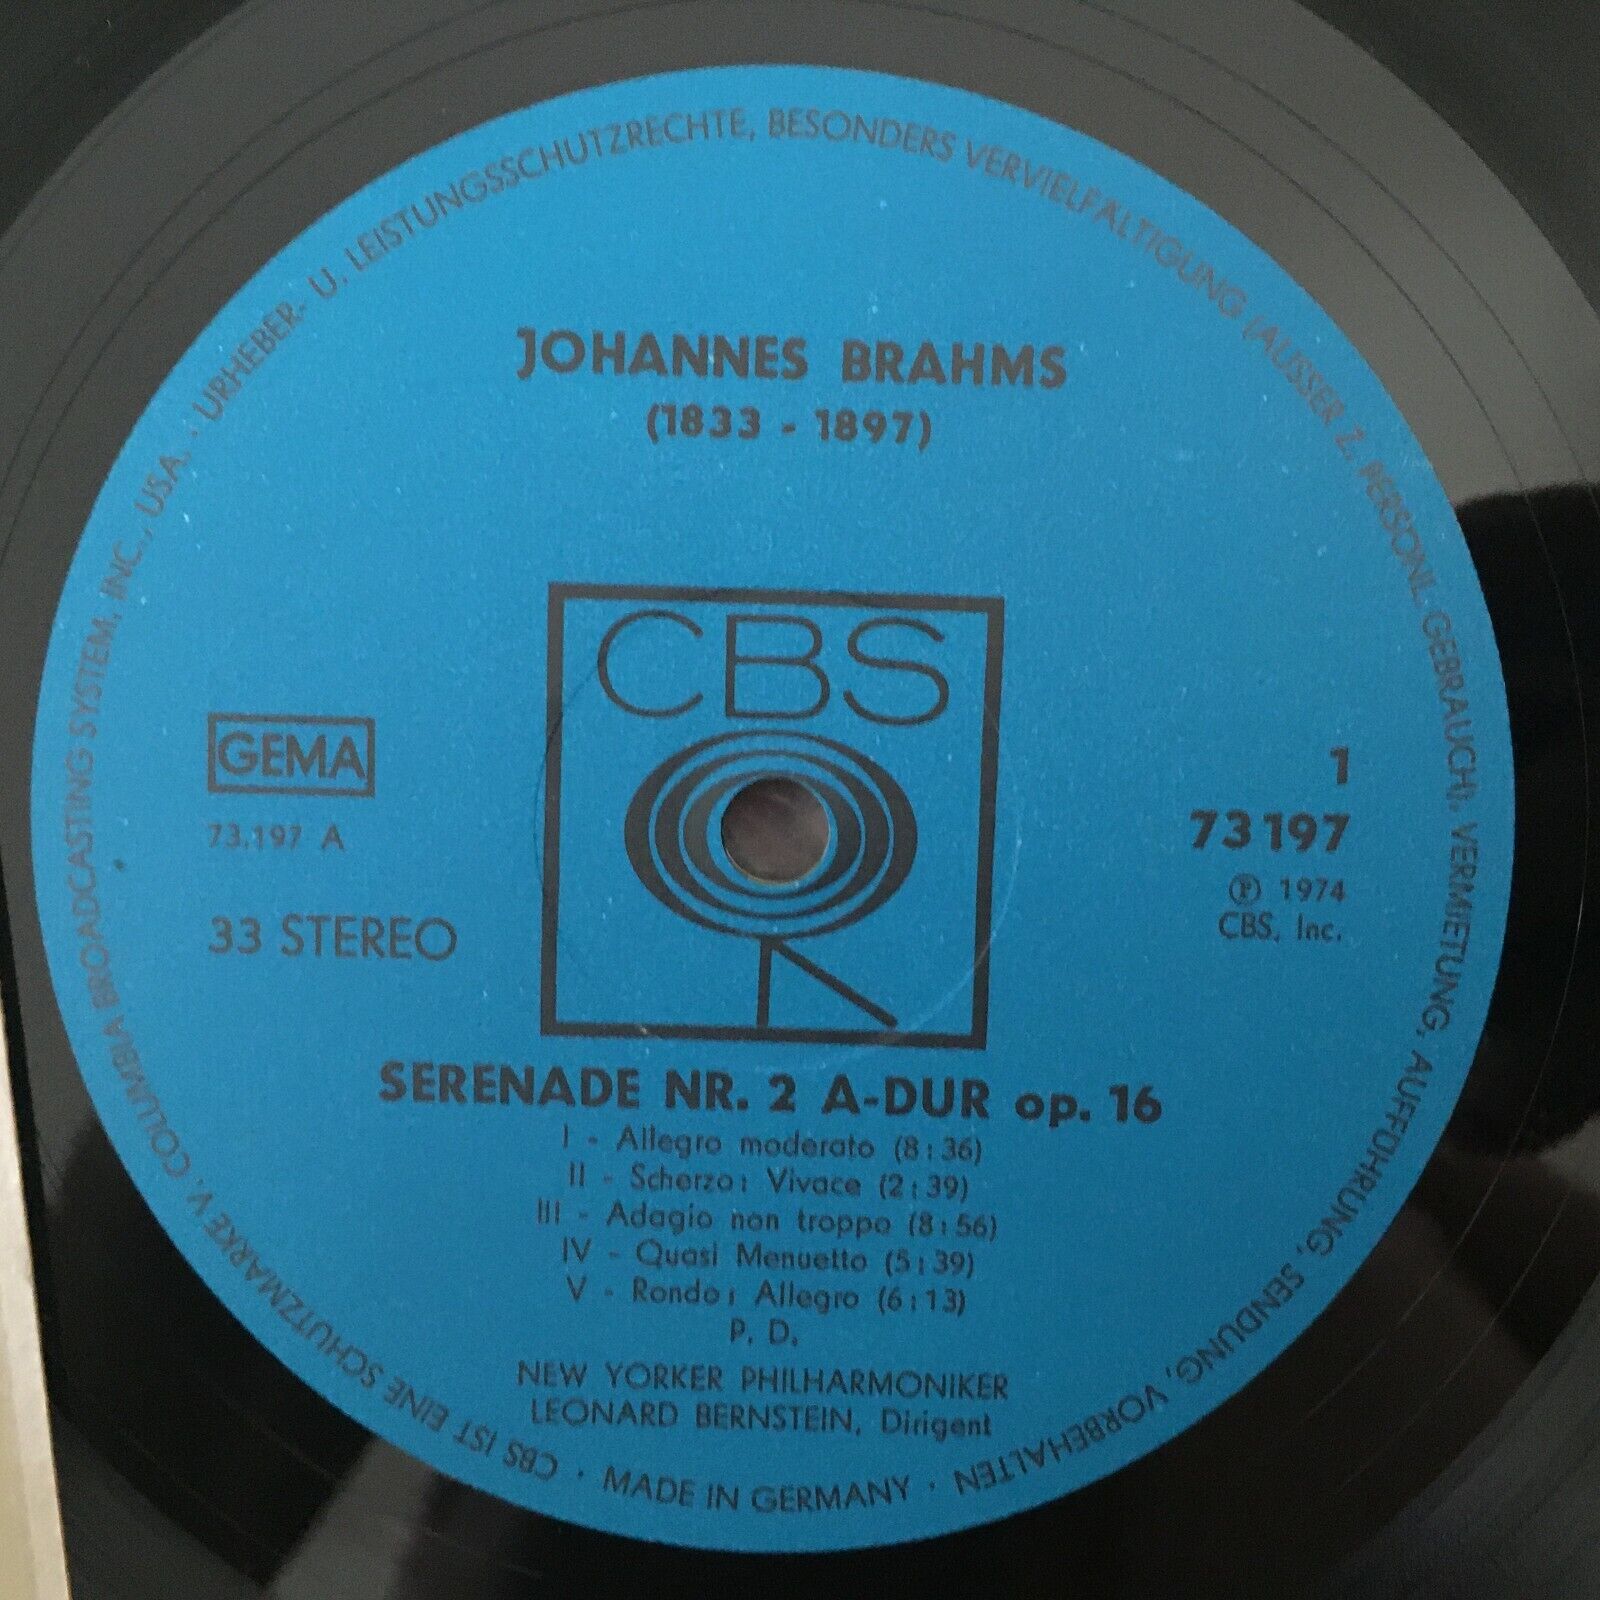 JOHANNES BRAHMS
(1833 - 1897)
CBS
GEMA
73.197 A
33 STEREO
1
73197
Ⓟ 1974
CBS, Inc.
SERENADE NR. 2 A-DUR op. 16
I - Allegro moderato (8:36)
II - Scherzo: Vivace (2:39)
III - Adagio non troppo (8:56)
IV - Quasi Menuetto (5:39)
V - Rondo: Allegro (6:13)
P. D.
NEW YORKER PHILHARMONIKER
LEONARD BERNSTEIN, Dirigent
CBS IST EINE SCHUTZMARKE V. COLUMBIA BROADCASTING SYSTEM, INC., USA. · URHEBER- U. LEISTUNGSSCHUTZRECHTE, BESONDERS VERVIELFÄLTIGUNG (AUSSER Z. PERSÖNL. GEBRAUCH), VERMIETUNG, AUFFÜHRUNG, SENDUNG, VORBEHALTEN · MADE IN GERMANY ·